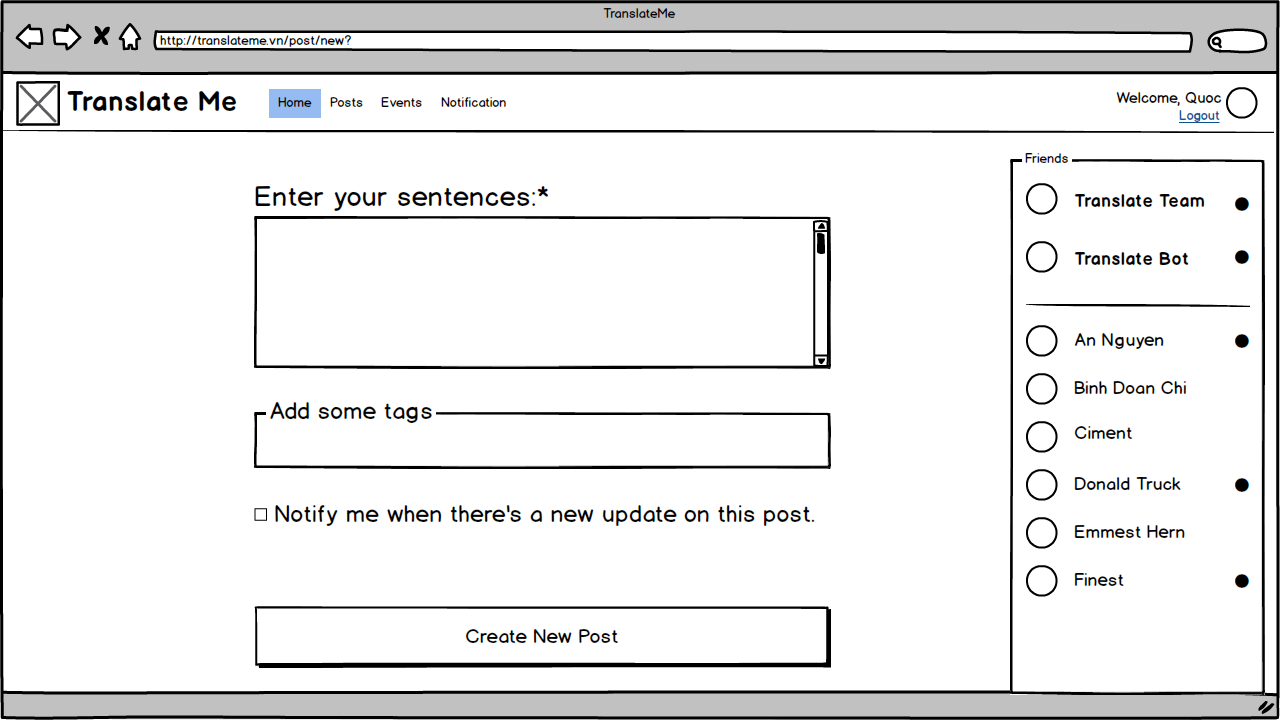 TranslateMe
http://translateme.vn/post/new?
Translate Me
Home Posts Events Notification
Welcome, Quoc
Logout
Enter your sentences:*
Add some tags
Notify me when there's a new update on this post.
Create New Post
Friends
Translate Team
Translate Bot
An Nguyen
Binh Doan Chi
Ciment
Donald Truck
Emmest Hern
Finest